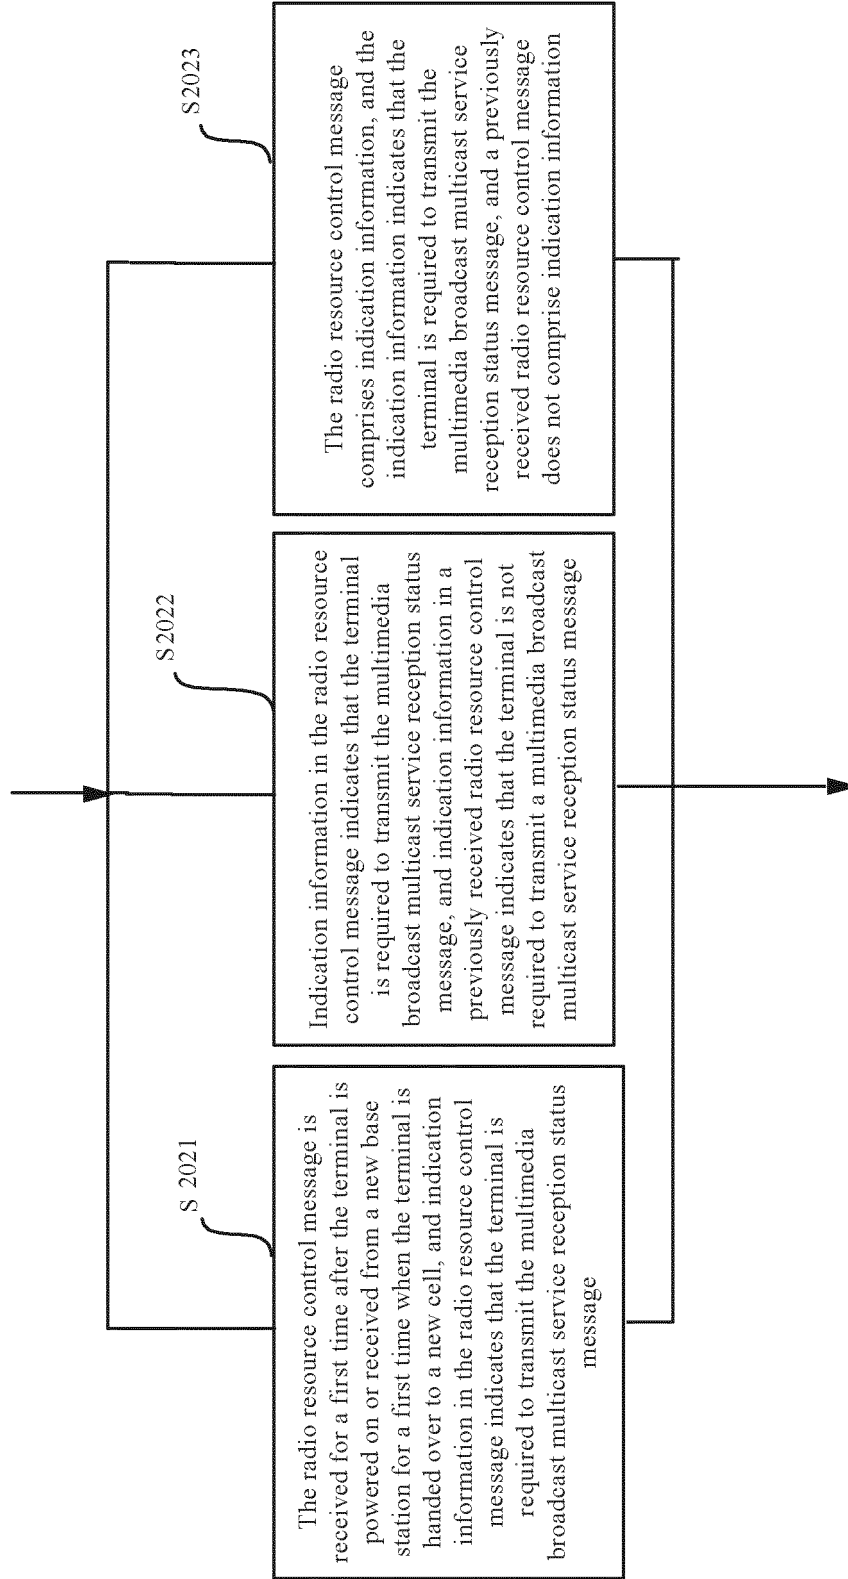 S 2021
The radio resource control message is
received for a first time after the terminal is
powered on or received from a new base
station for a first time when the terminal is
handed over to a new cell, and indication
information in the radio resource control
message indicates that the terminal is
required to transmit the multimedia
broadcast multicast service reception status
message
S2022
Indication information in the radio resource
control message indicates that the terminal
is required to transmit the multimedia
broadcast multicast service reception status
message, and indication information in a
previously received radio resource control
message indicates that the terminal is not
required to transmit a multimedia broadcast
multicast service reception status message
S2023
The radio resource control message
comprises indication information, and the
indication information indicates that the
terminal is required to transmit the
multimedia broadcast multicast service
reception status message, and a previously
received radio resource control message
does not comprise indication information